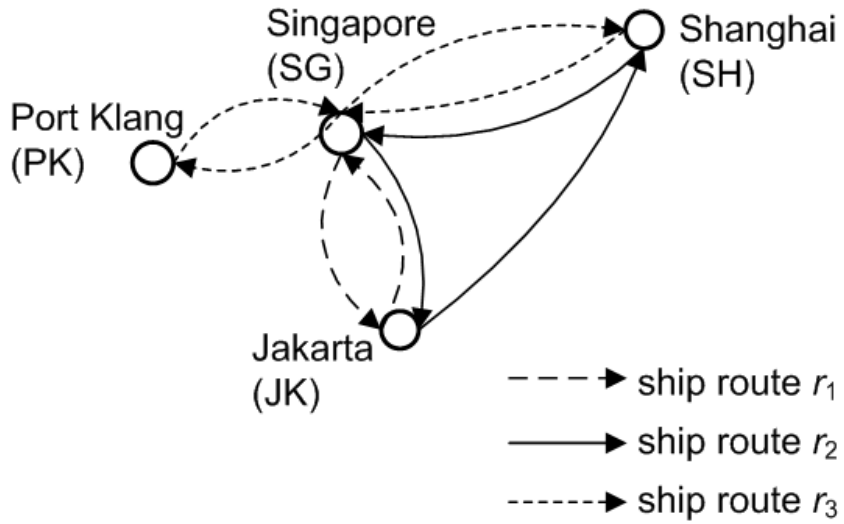 Singapore
(SG)
Shanghai
(SH)
Port Klang
(PK)
Jakarta
(JK)
ship route r1
ship route r2
ship route r3